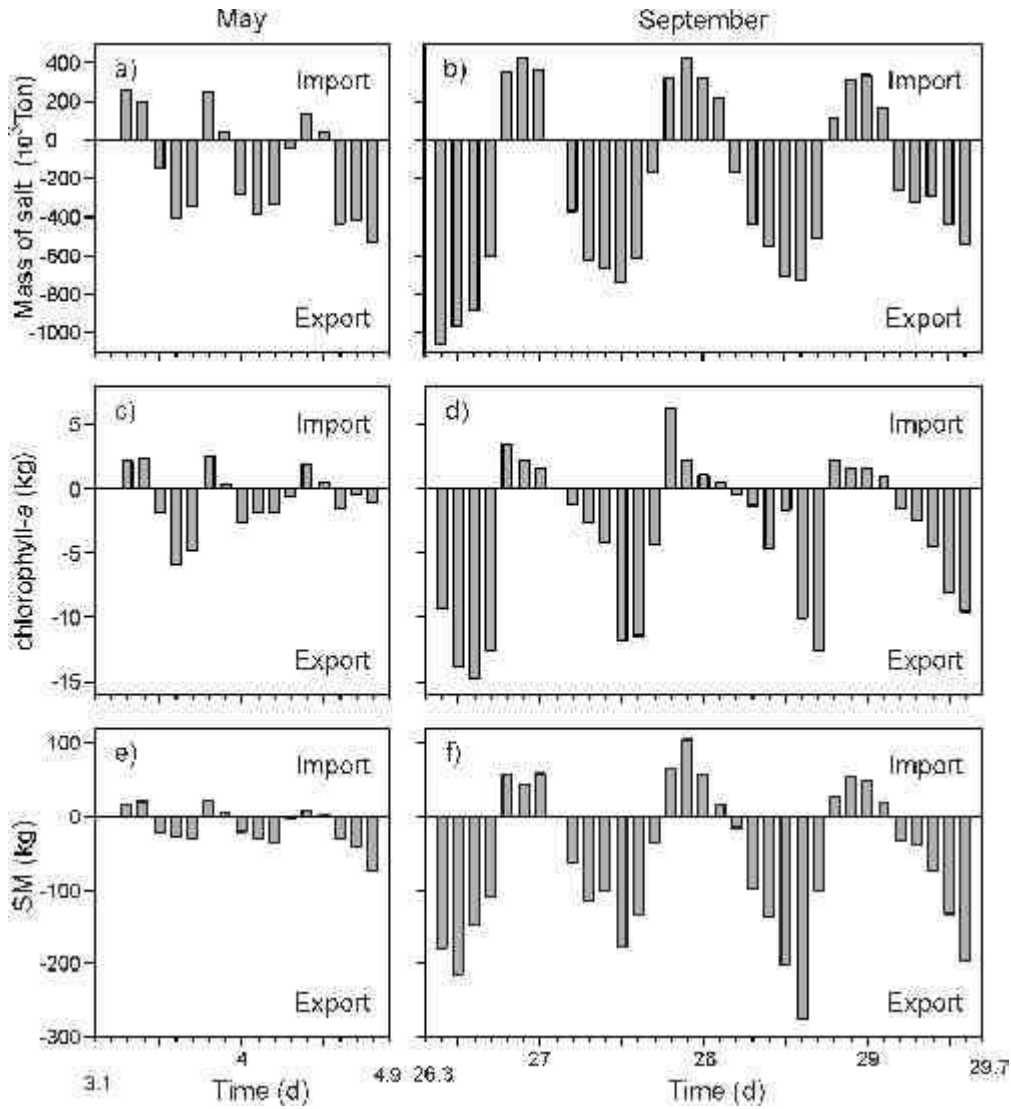 May
September
a)
Import
b)
Import
400
200
0
-200
-400
-600
-800
-1000
Mass of salt (10³Ton)
Export
Export
c)
Import
d)
Import
5
0
-5
-10
-15
chlorophyll-a (kg)
Export
Export
e)
Import
f)
Import
100
0
-100
-200
-300
SM (kg)
Export
Export
4
27
28
29
3.1
4.9
26.3
29.7
Time (d)
Time (d)